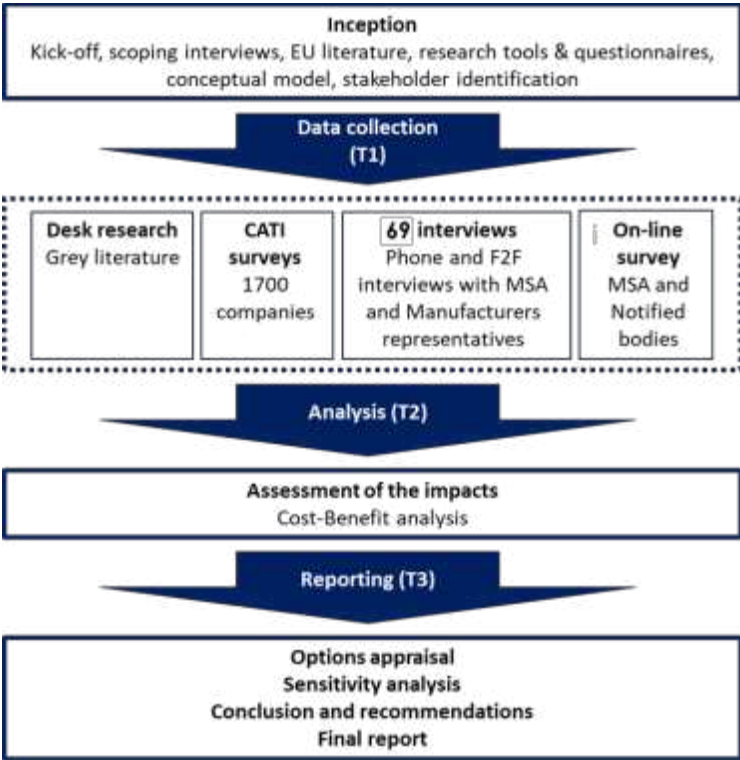 Inception
Kick-off, scoping interviews, EU literature, research tools & questionnaires,
conceptual model, stakeholder identification
Data collection
(T1)
Desk research
Grey literature
CATI
surveys
1700
companies
69 interviews
Phone and F2F
interviews with MSA
and Manufacturers
representatives
On-line
survey
MSA and
Notified
bodies
Analysis (T2)
Assessment of the impacts
Cost-Benefit analysis
Reporting (T3)
Options appraisal
Sensitivity analysis
Conclusion and recommendations
Final report